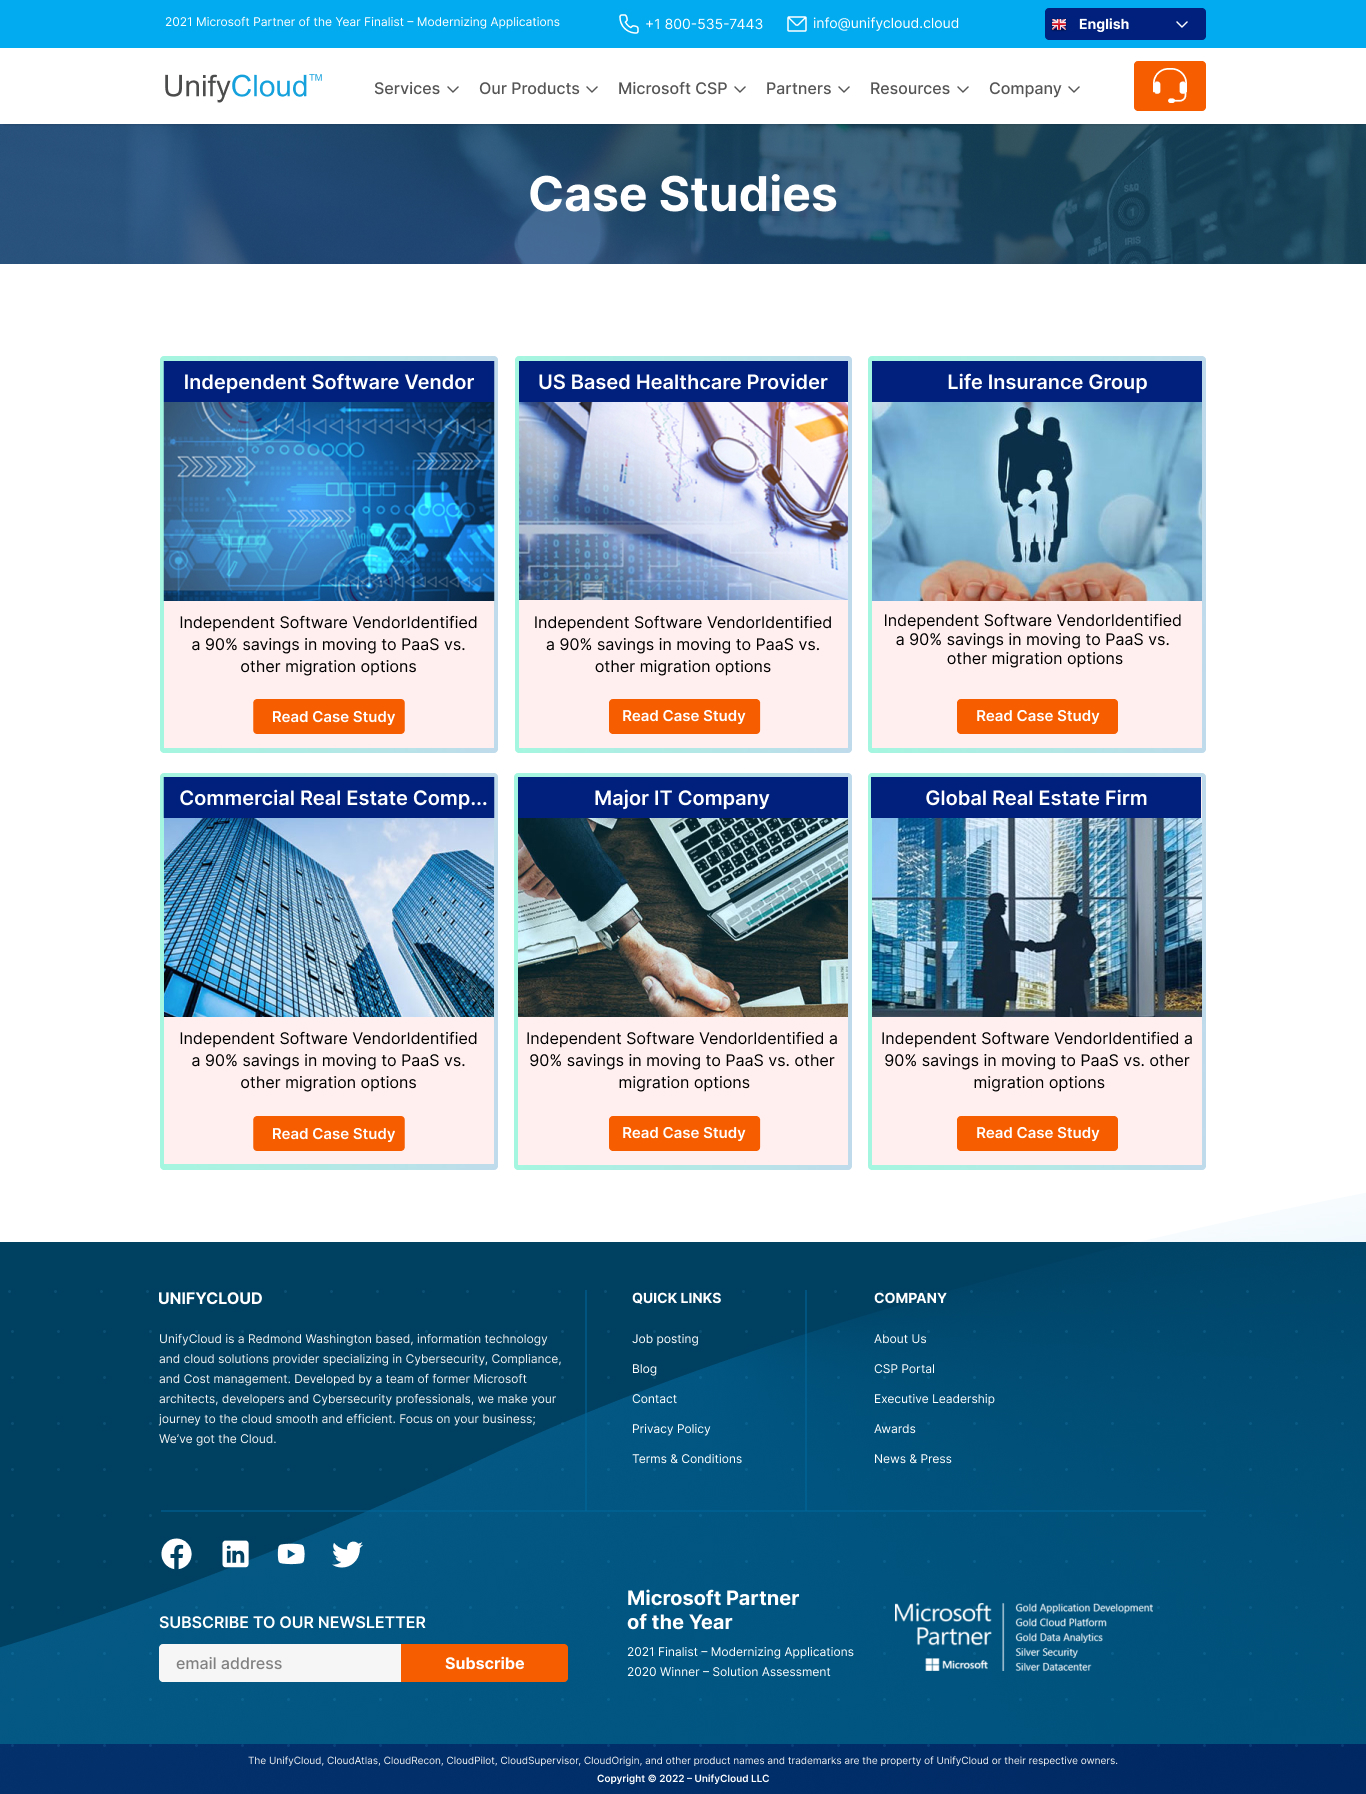 2021 Microsoft Partner of the Year Finalist – Modernizing Applications
+1 800-535-7443
info@unifycloud.cloud
English
UnifyCloud™
Services
Our Products
Microsoft CSP
Partners
Resources
Company
Case Studies
Independent Software Vendor
Independent Software VendorIdentified
a 90% savings in moving to PaaS vs.
other migration options
Read Case Study
US Based Healthcare Provider
Independent Software VendorIdentified
a 90% savings in moving to PaaS vs.
other migration options
Read Case Study
Life Insurance Group
Independent Software VendorIdentified
a 90% savings in moving to PaaS vs.
other migration options
Read Case Study
Commercial Real Estate Comp...
Independent Software VendorIdentified
a 90% savings in moving to PaaS vs.
other migration options
Read Case Study
Major IT Company
Independent Software VendorIdentified a
90% savings in moving to PaaS vs. other
migration options
Read Case Study
Global Real Estate Firm
Independent Software VendorIdentified a
90% savings in moving to PaaS vs. other
migration options
Read Case Study
UNIFYCLOUD
UnifyCloud is a Redmond Washington based, information technology
and cloud solutions provider specializing in Cybersecurity, Compliance,
and Cost management. Developed by a team of former Microsoft
architects, developers and Cybersecurity professionals, we make your
journey to the cloud smooth and efficient. Focus on your business;
We've got the Cloud.
QUICK LINKS
Job posting
Blog
Contact
Privacy Policy
Terms & Conditions
COMPANY
About Us
CSP Portal
Executive Leadership
Awards
News & Press
SUBSCRIBE TO OUR NEWSLETTER
email address
Subscribe
Microsoft Partner
of the Year
2021 Finalist – Modernizing Applications
2020 Winner – Solution Assessment
Microsoft
Partner
Microsoft
Gold Application Development
Gold Cloud Platform
Gold Data Analytics
Silver Security
Silver Datacenter
The UnifyCloud, CloudAtlas, CloudRecon, CloudPilot, CloudSupervisor, CloudOrigin, and other product names and trademarks are the property of UnifyCloud or their respective owners.
Copyright © 2022 – UnifyCloud LLC